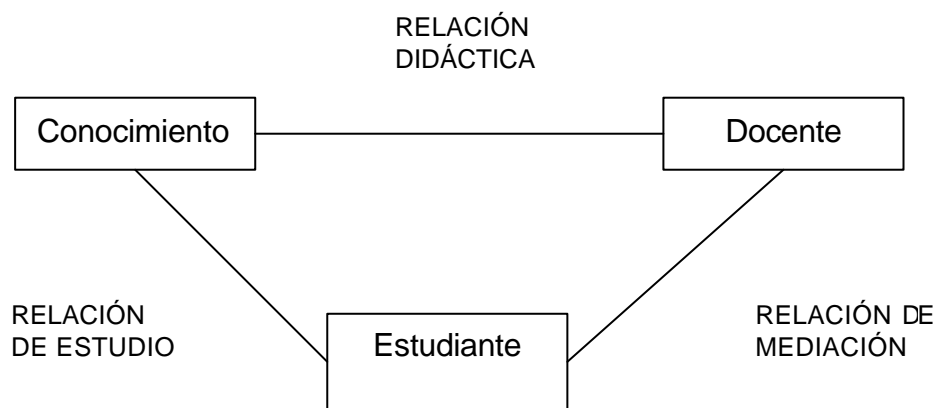 RELACIÓN
DIDÁCTICA
Conocimiento
Docente
RELACIÓN
DE ESTUDIO
Estudiante
RELACIÓN DE
MEDIACIÓN